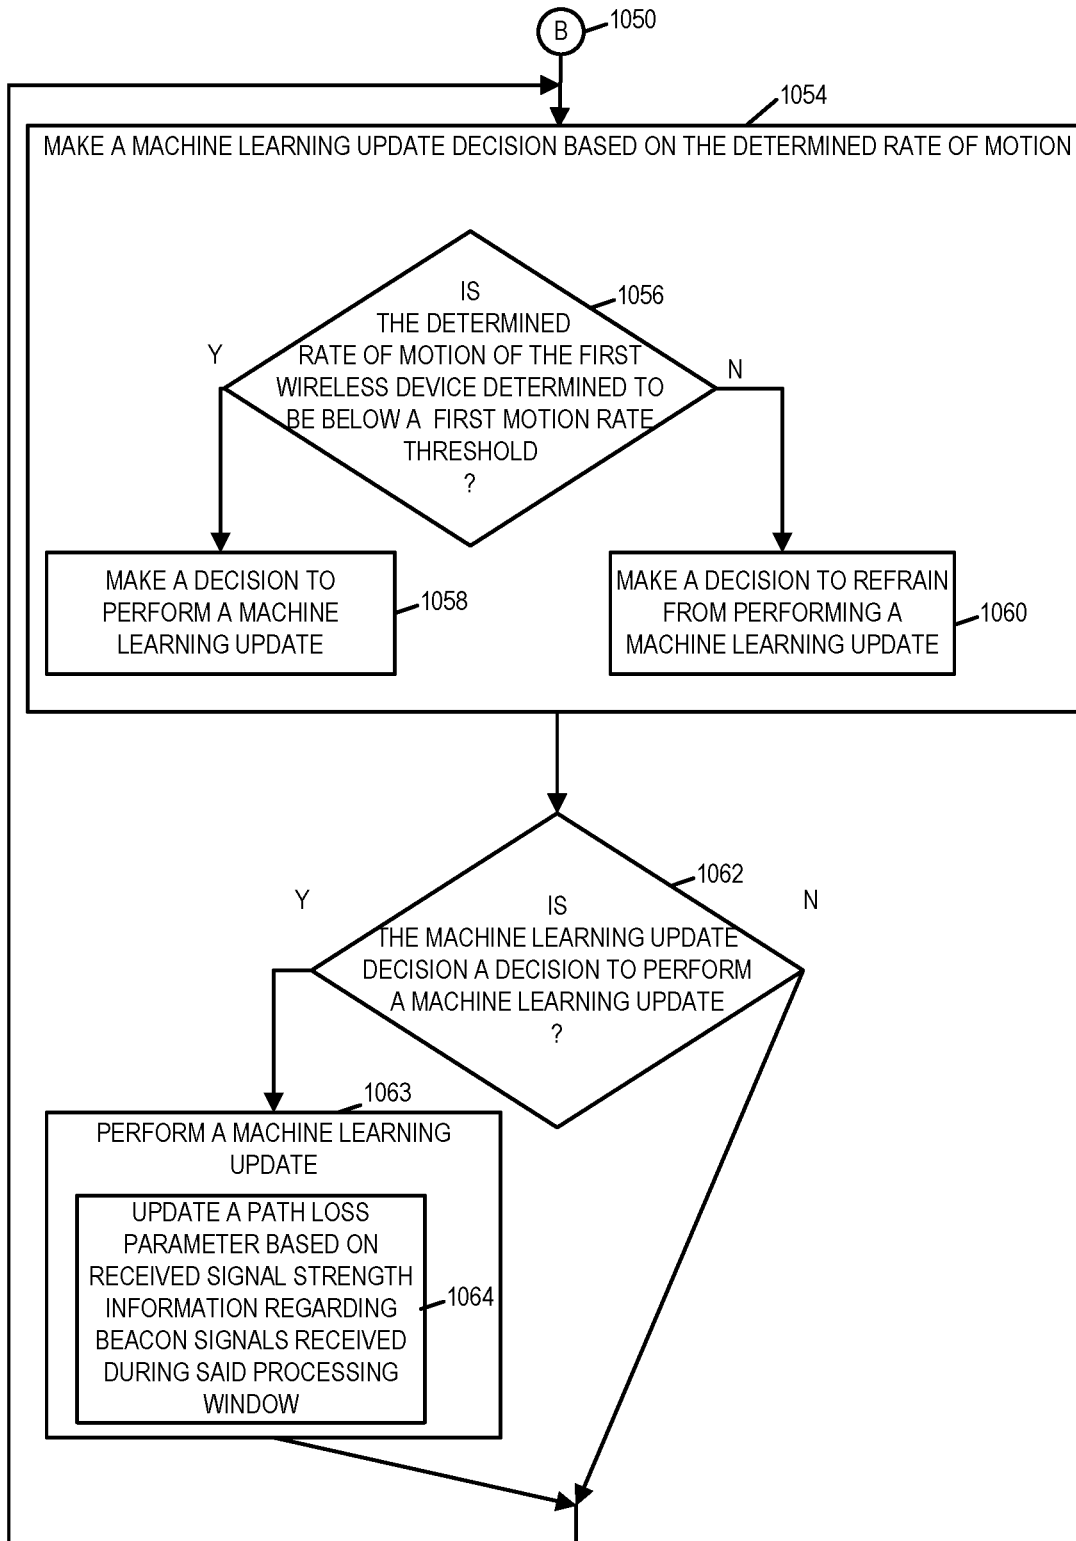 B
1050
1054
MAKE A MACHINE LEARNING UPDATE DECISION BASED ON THE DETERMINED RATE OF MOTION
IS
THE DETERMINED
RATE OF MOTION OF THE FIRST
WIRELESS DEVICE DETERMINED TO
BE BELOW A FIRST MOTION RATE
THRESHOLD
?
1056
Y
N
MAKE A DECISION TO
PERFORM A MACHINE
LEARNING UPDATE
1058
MAKE A DECISION TO REFRAIN
FROM PERFORMING A
MACHINE LEARNING UPDATE
1060
1062
Y
N
IS
THE MACHINE LEARNING UPDATE
DECISION A DECISION TO PERFORM
A MACHINE LEARNING UPDATE
?
1063
PERFORM A MACHINE LEARNING
UPDATE
UPDATE A PATH LOSS
PARAMETER BASED ON
RECEIVED SIGNAL STRENGTH
INFORMATION REGARDING
BEACON SIGNALS RECEIVED
DURING SAID PROCESSING
WINDOW
1064